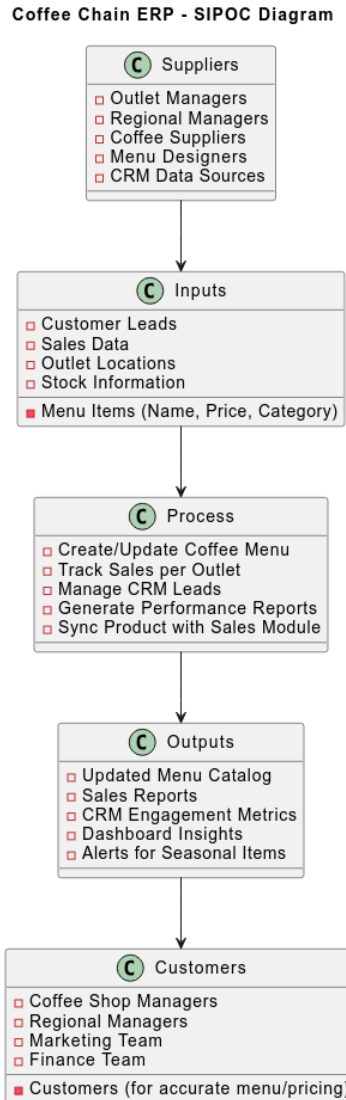 Coffee Chain ERP - SIPOC Diagram
C Suppliers
Outlet Managers
Regional Managers
Coffee Suppliers
Menu Designers
CRM Data Sources
C Inputs
Customer Leads
Sales Data
Outlet Locations
Stock Information
Menu Items (Name, Price, Category)
C Process
Create/Update Coffee Menu
Track Sales per Outlet
Manage CRM Leads
Generate Performance Reports
Sync Product with Sales Module
C Outputs
Updated Menu Catalog
Sales Reports
CRM Engagement Metrics
Dashboard Insights
Alerts for Seasonal Items
C Customers
Coffee Shop Managers
Regional Managers
Marketing Team
Finance Team
Customers (for accurate menu/pricing)